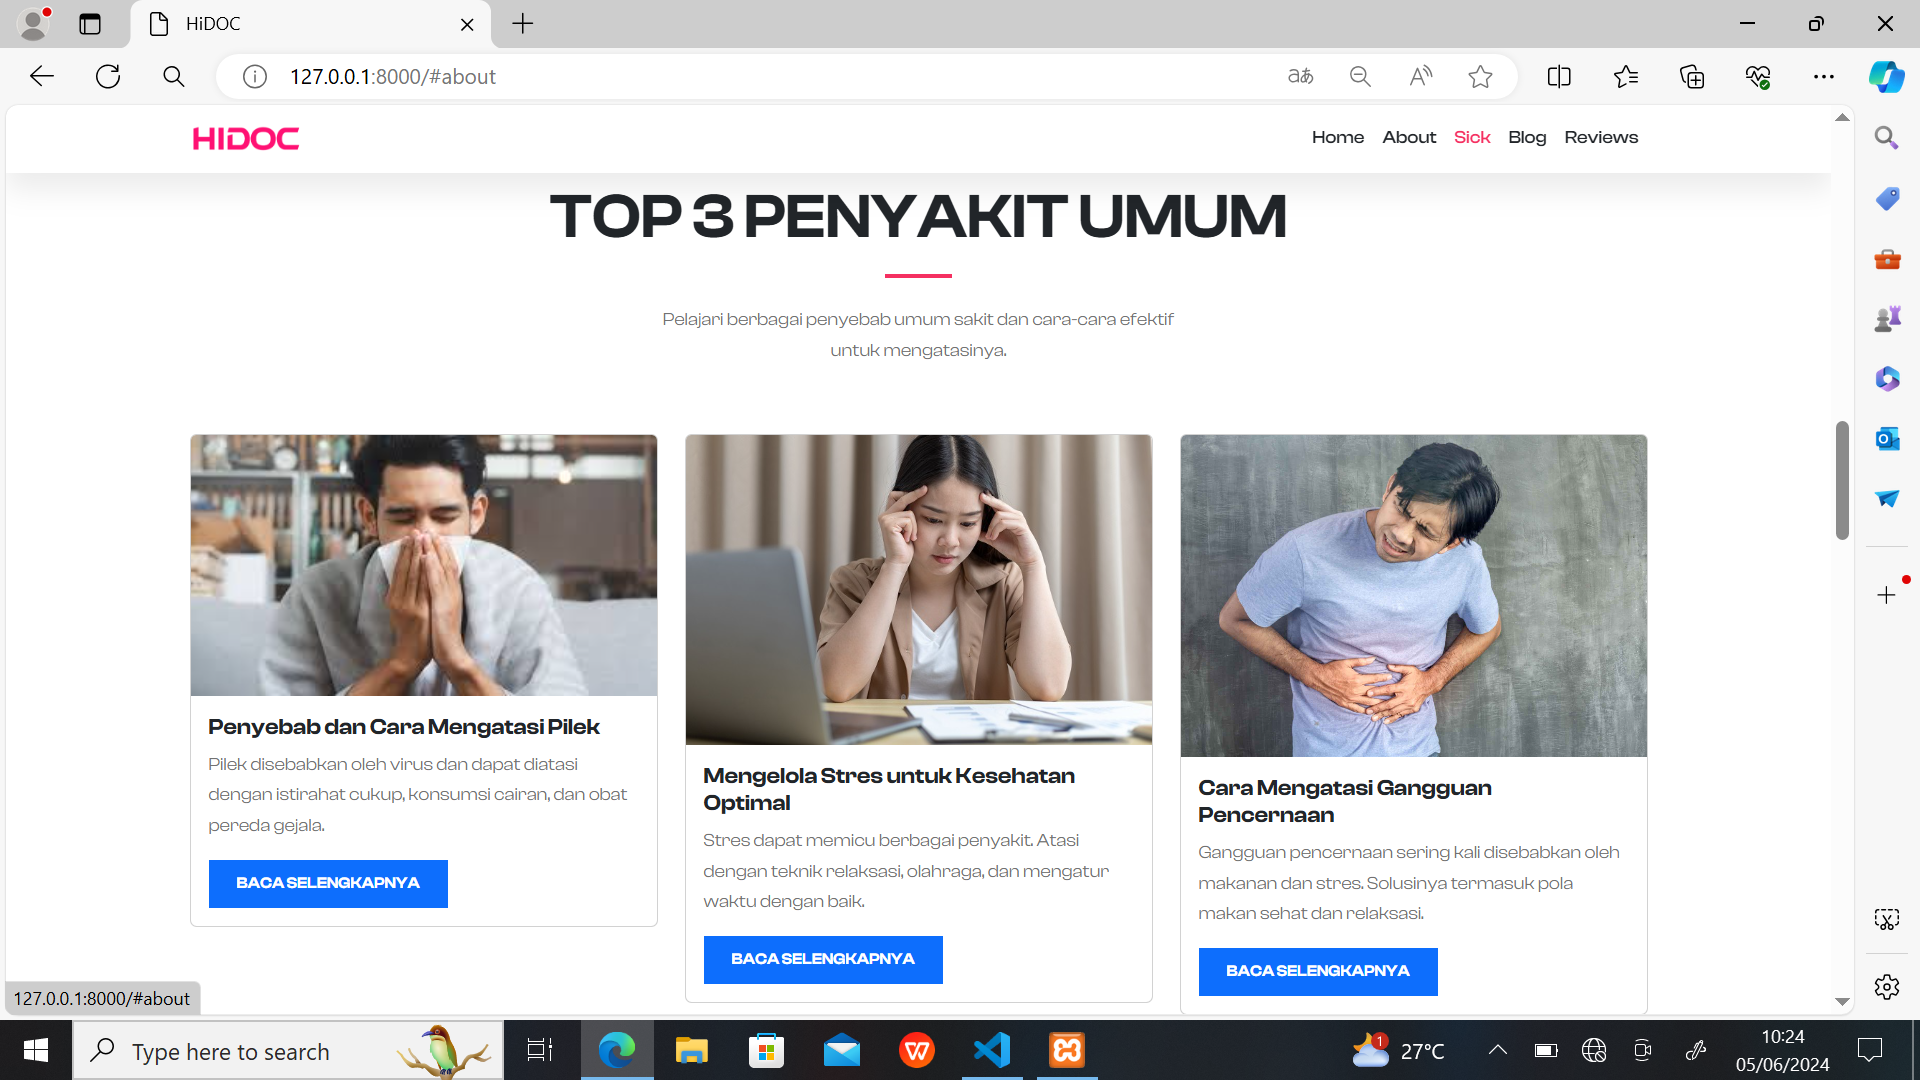 HiDOC
127.0.0.1:8000/#about
HIDOC
Home About Sick Blog Reviews
TOP 3 PENYAKIT UMUM
Pelajari berbagai penyebab umum sakit dan cara-cara efektif
untuk mengatasinya.
Penyebab dan Cara Mengatasi Pilek
Pilek disebabkan oleh virus dan dapat diatasi
dengan istirahat cukup, konsumsi cairan, dan obat
pereda gejala.
BACA SELENGKAPNYA
Mengelola Stres untuk Kesehatan
Optimal
Stres dapat memicu berbagai penyakit. Atasi
dengan teknik relaksasi, olahraga, dan mengatur
waktu dengan baik.
BACA SELENGKAPNYA
Cara Mengatasi Gangguan
Pencernaan
Gangguan pencernaan sering kali disebabkan oleh
makanan dan stres. Solusinya termasuk pola
makan sehat dan relaksasi.
BACA SELENGKAPNYA
127.0.0.1:8000/#about
Type here to search
1
27°C
10:24
05/06/2024